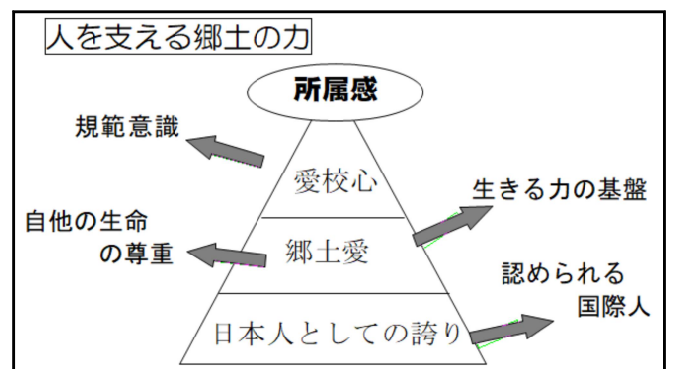 人を支える郷土の力
所属感
規範意識
愛校心
生きる力の基盤
自他の生命
の尊重
郷土愛
認められる
国際人
日本人としての誇り